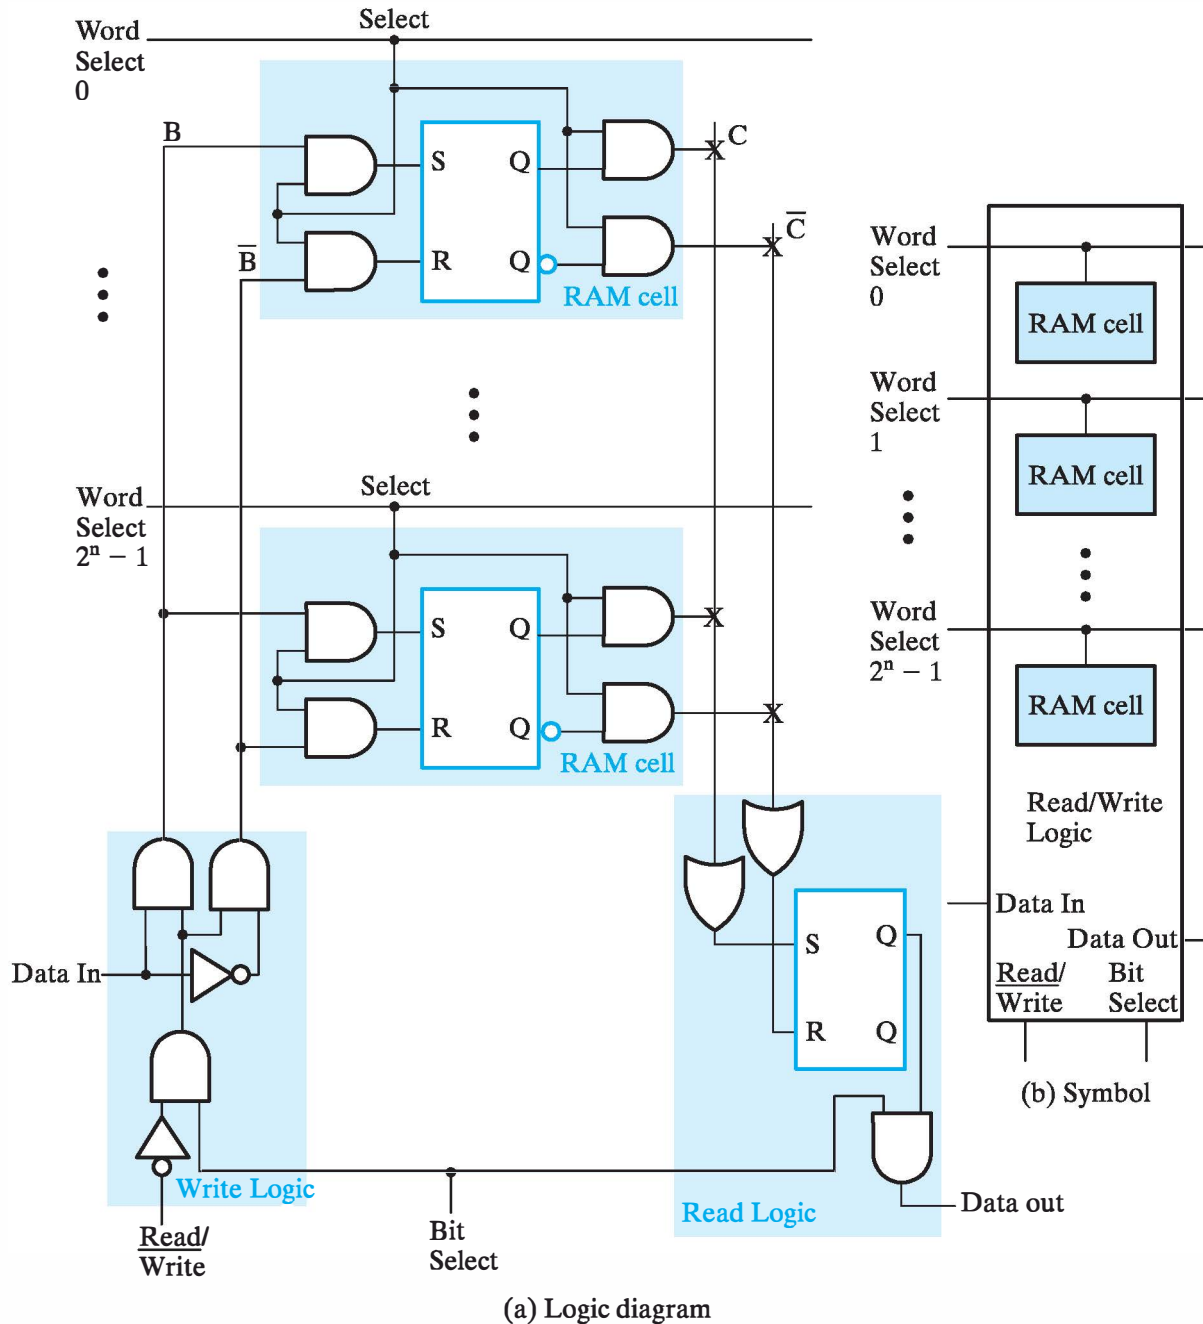 Select
Word
Select
0
B
S
Q
C
B̅
R
Q
C̅
RAM cell
Select
Word
Select
2ⁿ − 1
S
Q
R
Q
RAM cell
Data In
S
Q
R
Q
Write Logic
Read Logic
Data out
Read/
W̅r̅i̅t̅e̅
Bit
Select
(a) Logic diagram
Word
Select
0
RAM cell
Word
Select
1
RAM cell
Word
Select
2ⁿ − 1
RAM cell
Read/Write
Logic
Data In
Data Out
Read/
W̅r̅i̅t̅e̅
Bit
Select
(b) Symbol